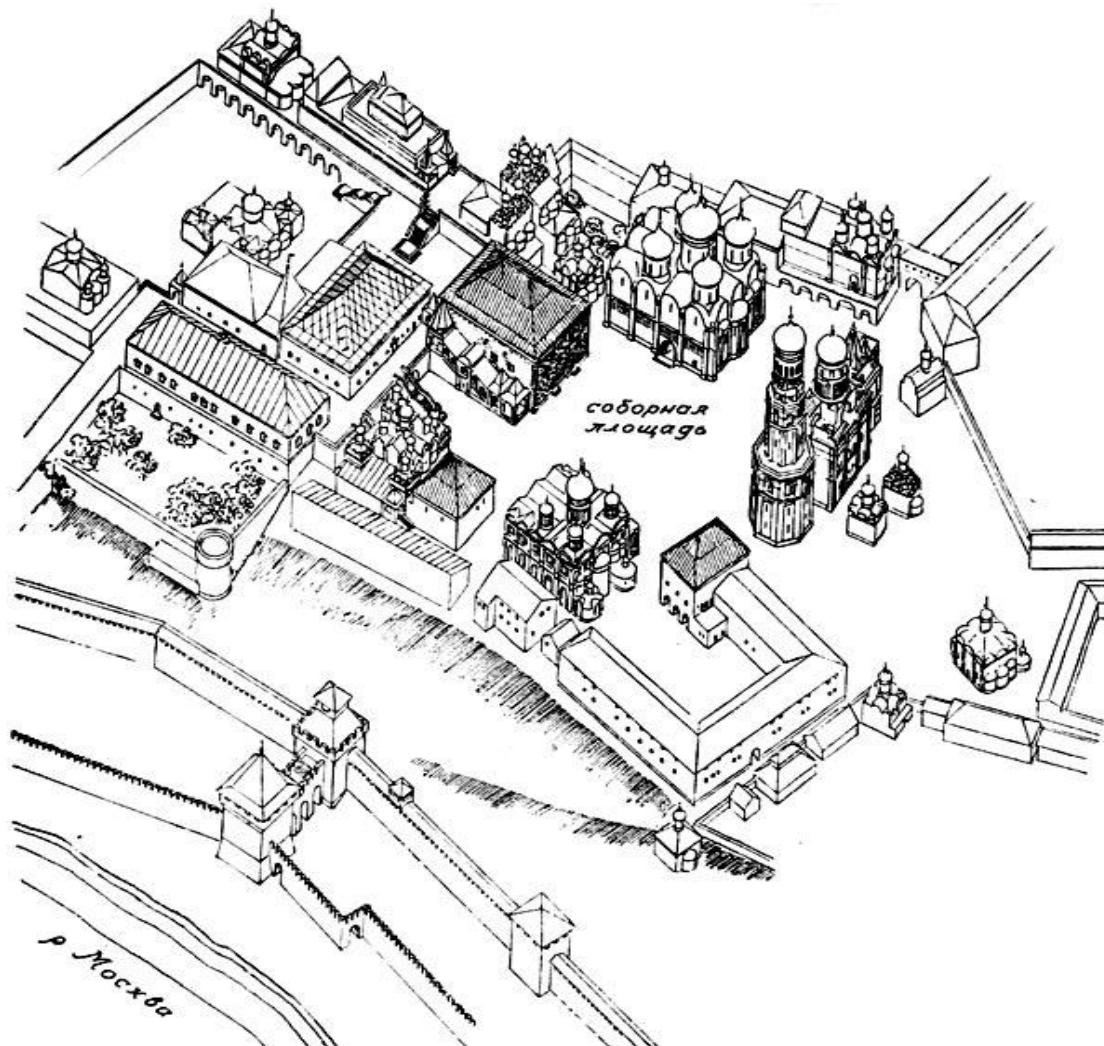 соборная
площадь
р Москва